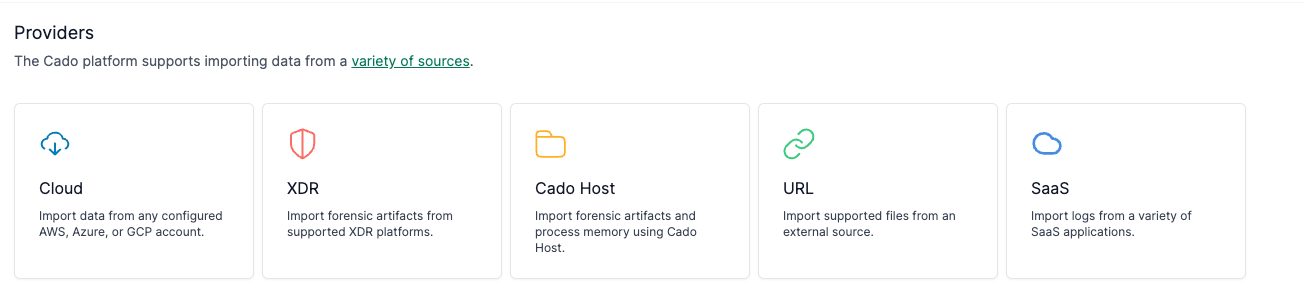 Providers
The Cado platform supports importing data from a variety of sources.
Cloud
Import data from any configured
AWS, Azure, or GCP account.
XDR
Import forensic artifacts from
supported XDR platforms.
Cado Host
Import forensic artifacts and
process memory using Cado
Host.
URL
Import supported files from an
external source.
SaaS
Import logs from a variety of
SaaS applications.